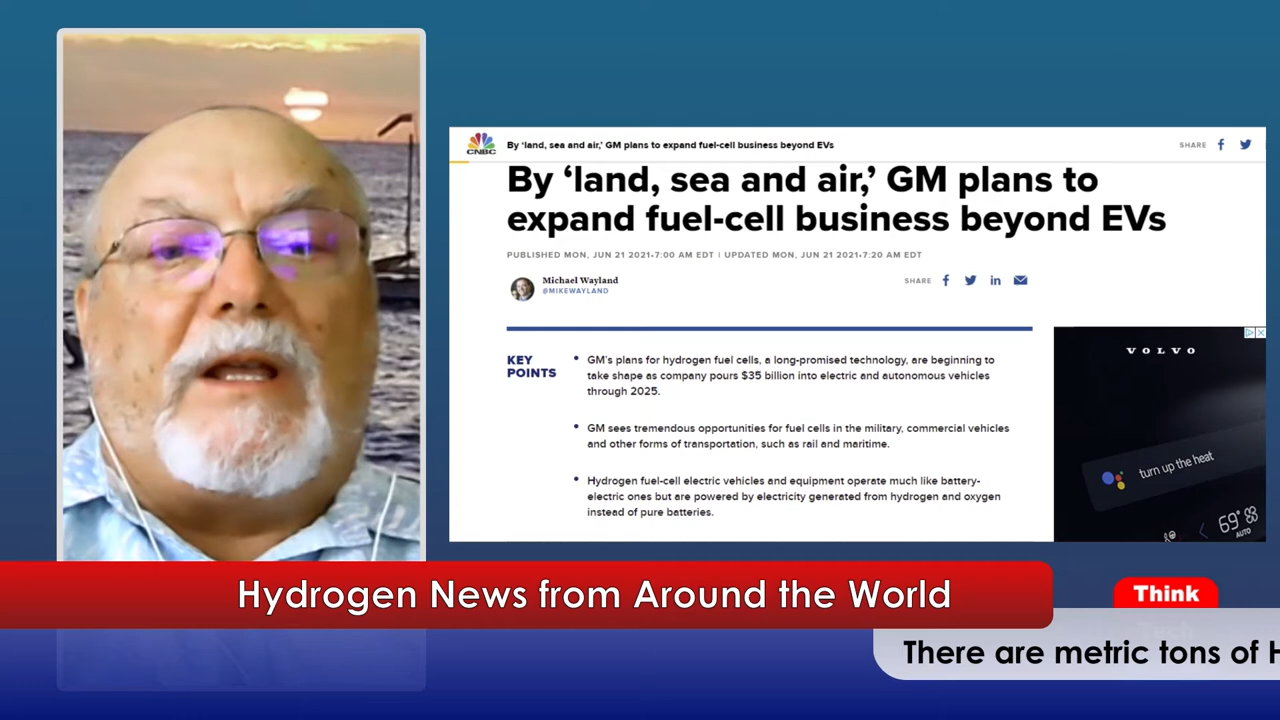 CNBC
By ‘land, sea and air,’ GM plans to expand fuel-cell business beyond EVs
SHARE
By ‘land, sea and air,’ GM plans to
expand fuel-cell business beyond EVs
PUBLISHED MON, JUN 21 2021•7:00 AM EDT | UPDATED MON, JUN 21 2021•7:20 AM EDT
Michael Wayland
@MIKEWAYLAND
SHARE
KEY
POINTS
• GM’s plans for hydrogen fuel cells, a long-promised technology, are beginning to
take shape as company pours $35 billion into electric and autonomous vehicles
through 2025.
• GM sees tremendous opportunities for fuel cells in the military, commercial vehicles
and other forms of transportation, such as rail and maritime.
• Hydrogen fuel-cell electric vehicles and equipment operate much like battery-
electric ones but are powered by electricity generated from hydrogen and oxygen
instead of pure batteries.
VOLVO
turn up the heat
69°
AUTO
Hydrogen News from Around the World
Think
There are metric tons of H